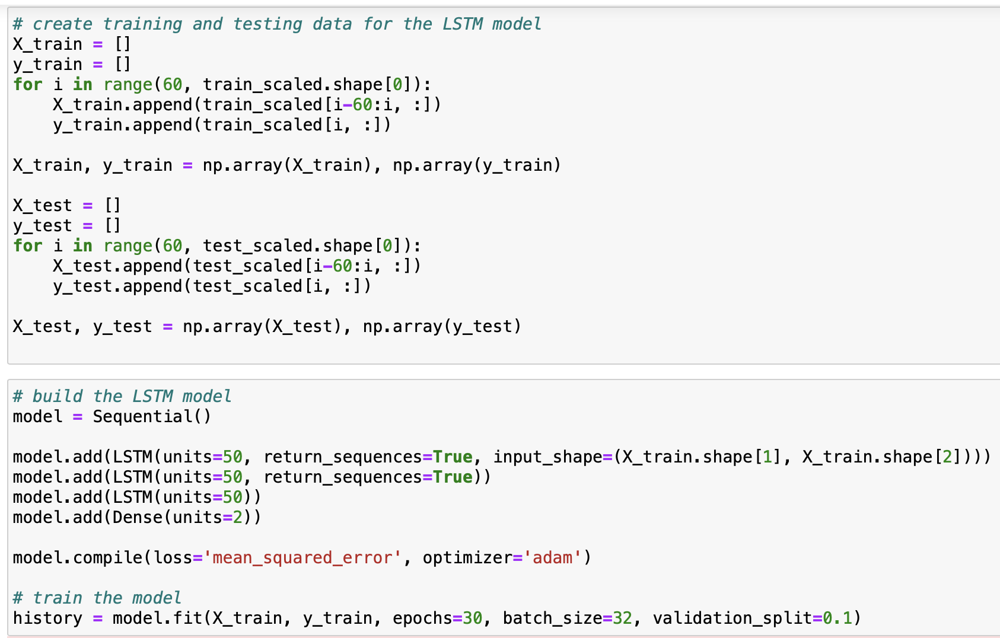 # create training and testing data for the LSTM model
X_train = []
y_train = []
for i in range(60, train_scaled.shape[0]):
    X_train.append(train_scaled[i-60:i, :])
    y_train.append(train_scaled[i, :])
X_train, y_train = np.array(X_train), np.array(y_train)
X_test = []
y_test = []
for i in range(60, test_scaled.shape[0]):
    X_test.append(test_scaled[i-60:i, :])
    y_test.append(test_scaled[i, :])
X_test, y_test = np.array(X_test), np.array(y_test)
# build the LSTM model
model = Sequential()
model.add(LSTM(units=50, return_sequences=True, input_shape=(X_train.shape[1], X_train.shape[2])))
model.add(LSTM(units=50, return_sequences=True))
model.add(LSTM(units=50))
model.add(Dense(units=2))
model.compile(loss='mean_squared_error', optimizer='adam')
# train the model
history = model.fit(X_train, y_train, epochs=30, batch_size=32, validation_split=0.1)